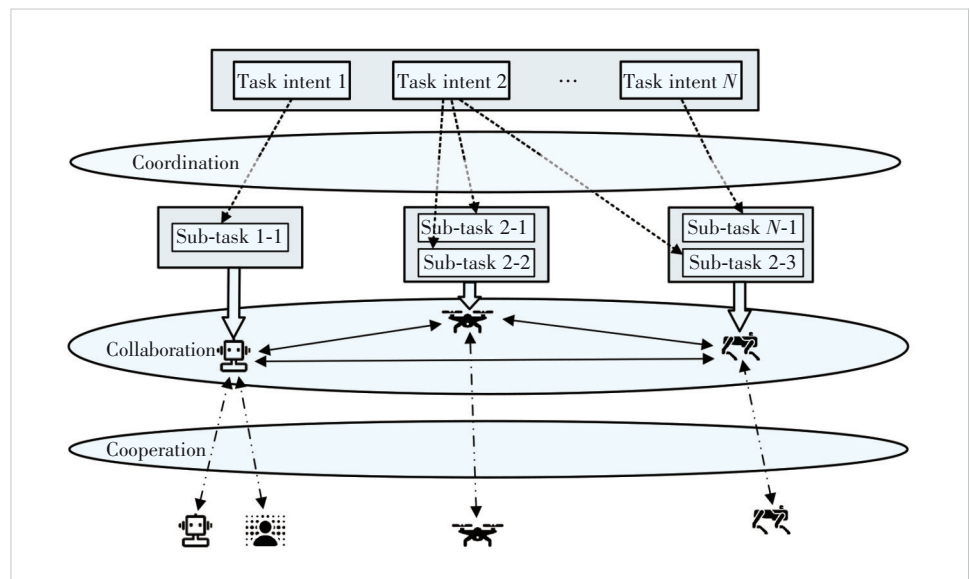 Task intent 1
Task intent 2
...
Task intent N
Coordination
Sub-task 1-1
Sub-task 2-1
Sub-task 2-2
Sub-task N-1
Sub-task 2-3
Collaboration
Cooperation